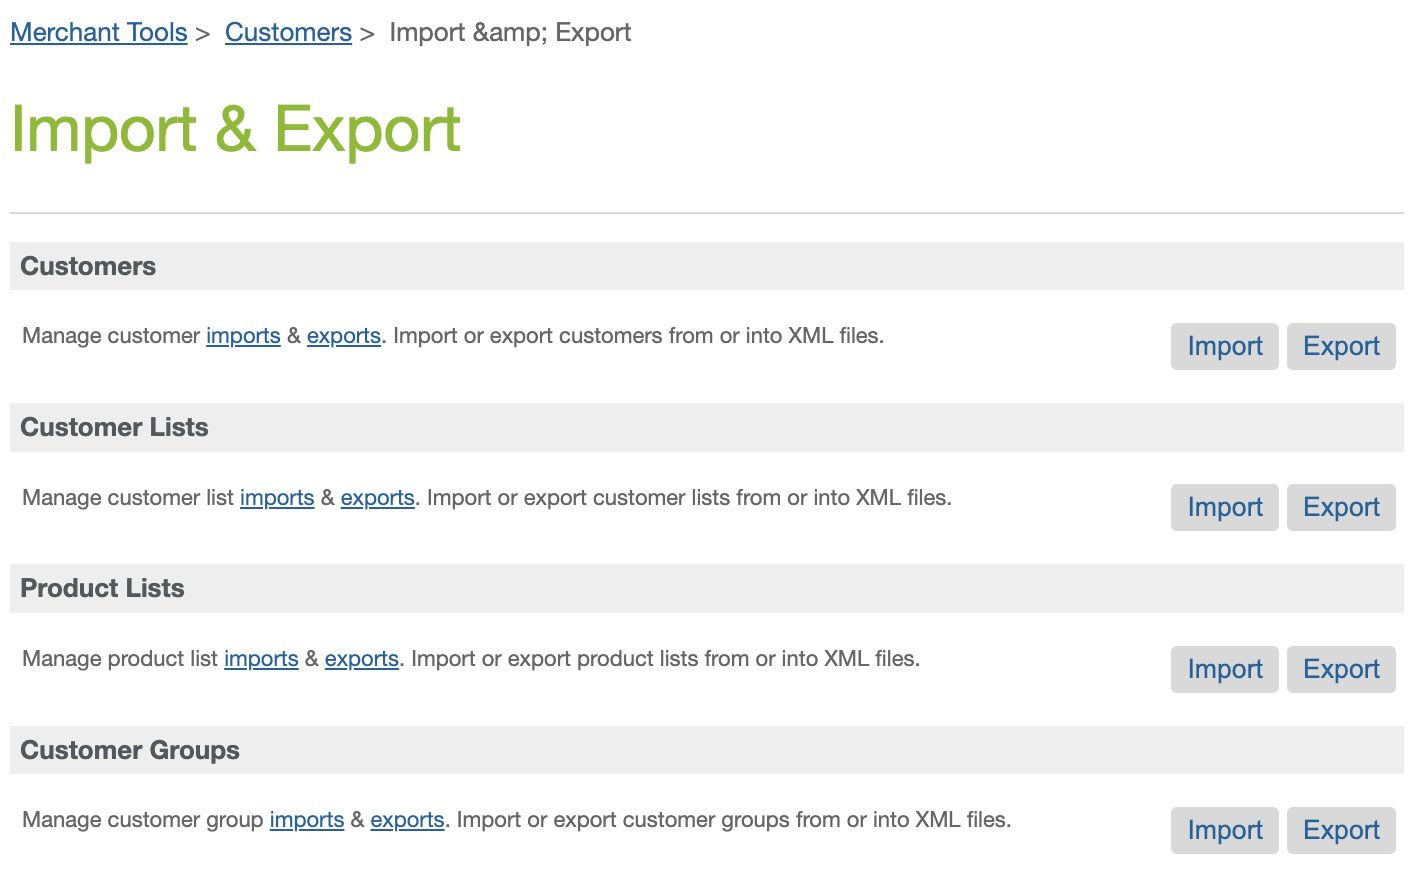 Merchant Tools > Customers > Import &amp; Export
Import & Export
Customers
Manage customer imports & exports. Import or export customers from or into XML files.
Import Export
Customer Lists
Manage customer list imports & exports. Import or export customer lists from or into XML files.
Import Export
Product Lists
Manage product list imports & exports. Import or export product lists from or into XML files.
Import Export
Customer Groups
Manage customer group imports & exports. Import or export customer groups from or into XML files.
Import Export